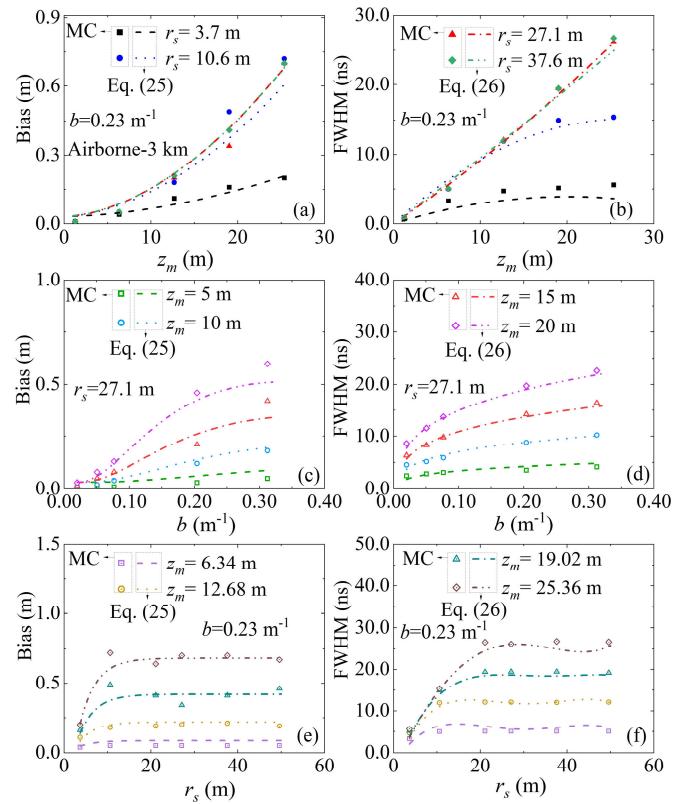 MC
r_s = 3.7 m
r_s = 10.6 m
Eq. (25)
b=0.23 m⁻¹
Airborne-3 km
(a)
Bias (m)
0.9
0.6
0.3
0.0
0 5 10 15 20 25 30
z_m (m)
MC
r_s = 27.1 m
r_s = 37.6 m
Eq. (26)
b=0.23 m⁻¹
(b)
FWHM (ns)
30.0
20.0
10.0
0.0
0 5 10 15 20 25 30
z_m (m)
MC
z_m= 5 m
z_m= 10 m
Eq. (25)
r_s=27.1 m
(c)
Bias (m)
1.0
0.5
0.0
0.00 0.10 0.20 0.30 0.40
b (m⁻¹)
MC
z_m= 15 m
z_m= 20 m
Eq. (26)
r_s=27.1 m
(d)
FWHM (ns)
40.0
30.0
20.0
10.0
0.0
0.00 0.10 0.20 0.30 0.40
b (m⁻¹)
MC
z_m= 6.34 m
z_m= 12.68 m
Eq. (25)
b=0.23 m⁻¹
(e)
Bias (m)
1.5
1.0
0.5
0.0
0 20 40 60
r_s (m)
MC
z_m= 19.02 m
z_m= 25.36 m
Eq. (26)
b=0.23 m⁻¹
(f)
FWHM (ns)
50.0
40.0
30.0
20.0
10.0
0.0
0 20 40 60
r_s (m)